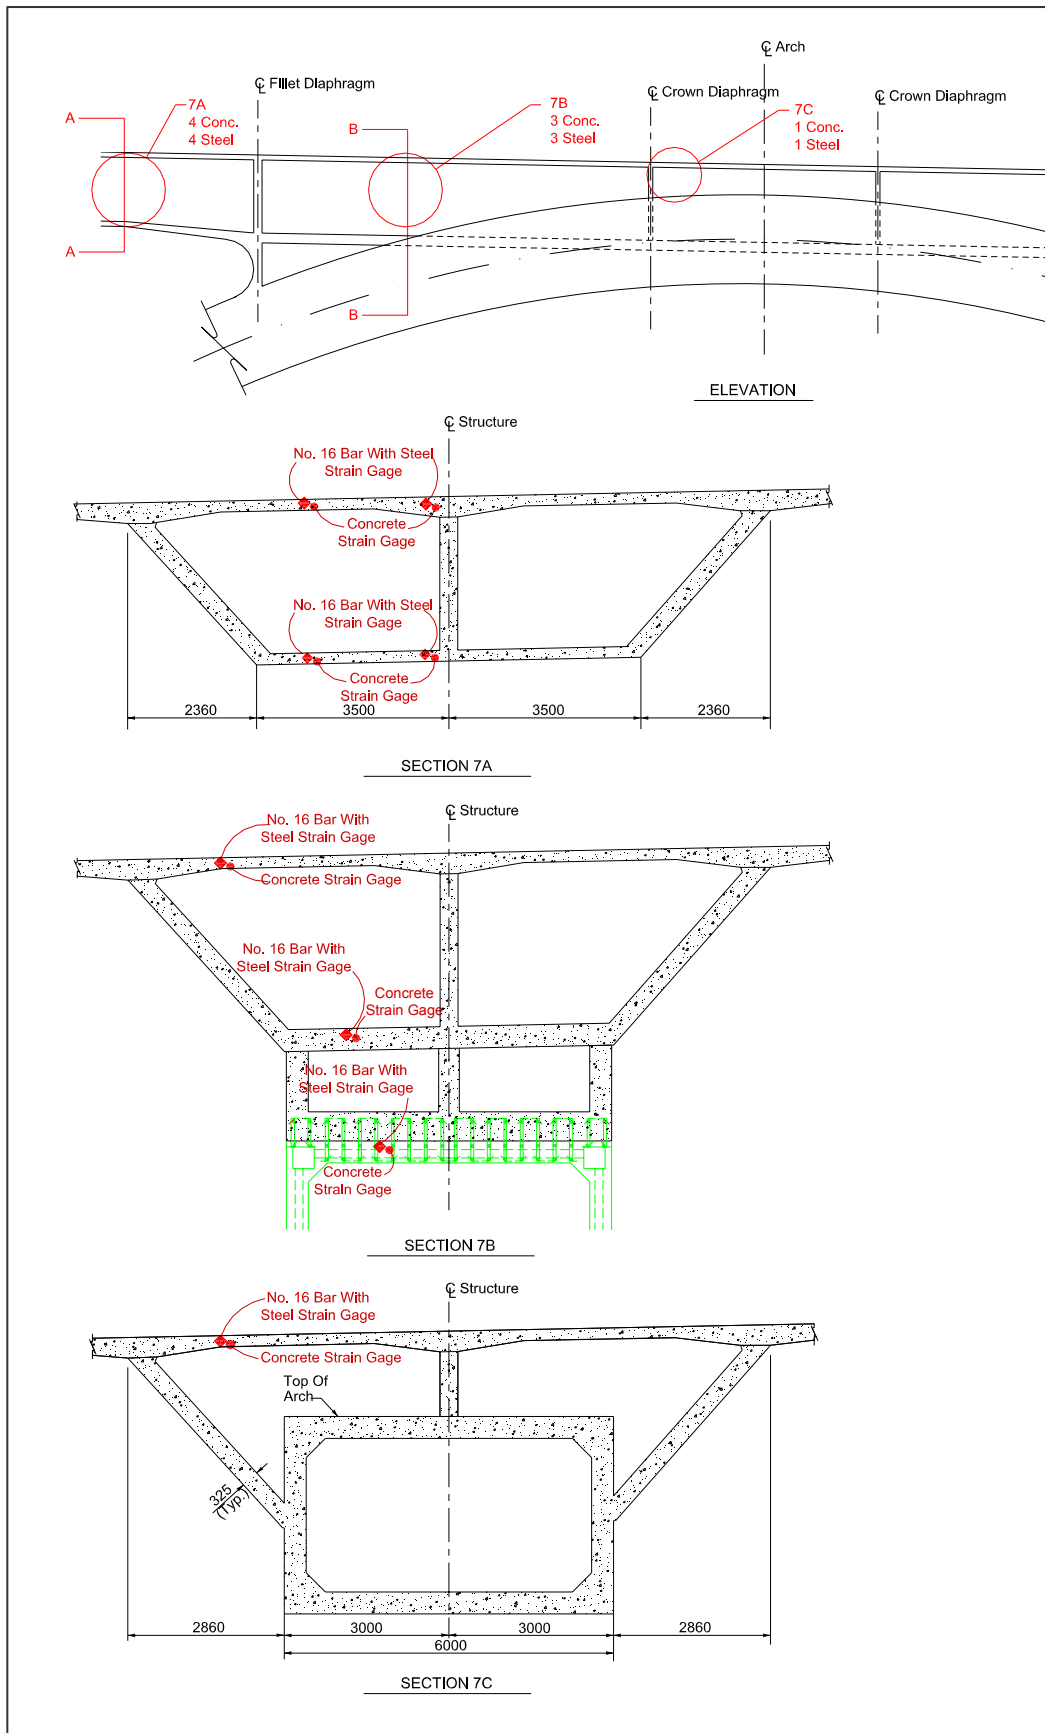 ℄ Arch
℄ Fillet Diaphragm
℄ Crown Diaphragm
℄ Crown Diaphragm
7A
4 Conc.
4 Steel
7B
3 Conc.
3 Steel
7C
1 Conc.
1 Steel
A
B
A
B
ELEVATION
℄ Structure
No. 16 Bar With Steel
Strain Gage
Concrete
Strain Gage
No. 16 Bar With Steel
Strain Gage
Concrete
Strain Gage
2360
3500
3500
2360
SECTION 7A
℄ Structure
No. 16 Bar With
Steel Strain Gage
Concrete Strain Gage
No. 16 Bar With
Steel Strain Gage
Concrete
Strain Gage
No. 16 Bar With
Steel Strain Gage
Concrete
Strain Gage
SECTION 7B
℄ Structure
No. 16 Bar With
Steel Strain Gage
Concrete Strain Gage
Top Of
Arch
325
(Typ.)
2860
3000
3000
2860
6000
SECTION 7C